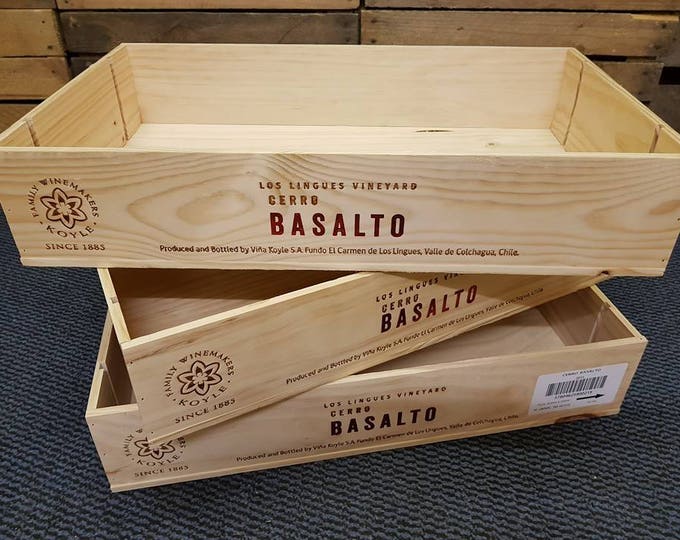 LOS LINGUES VINEYARD
CERRO
BASALTO
Produced and Bottled by Viña Koyle S.A. Fundo El Carmen de Los Lingues, Valle de Colchagua, Chile.
FAMILY WINEMAKERS
KOYLE
SINCE 1885
LOS LINGUES VINEYARD
CERRO
BASALTO
Produced and Bottled by Viña Koyle S.A. Fundo El Carmen de Los Lingues, Valle de Colchagua, Chile
FAMILY WINEMAKERS
KOYLE
SINCE 1885
LOS LINGUES VINEYARD
CERRO
BASALTO
Produced and Bottled by Viña Koyle S.A. Fundo El Carmen de Los Lingues, Valle de Colchagua, Chile.
FAMILY WINEMAKERS
KOYLE
SINCE 1885
CERRO BASALTO